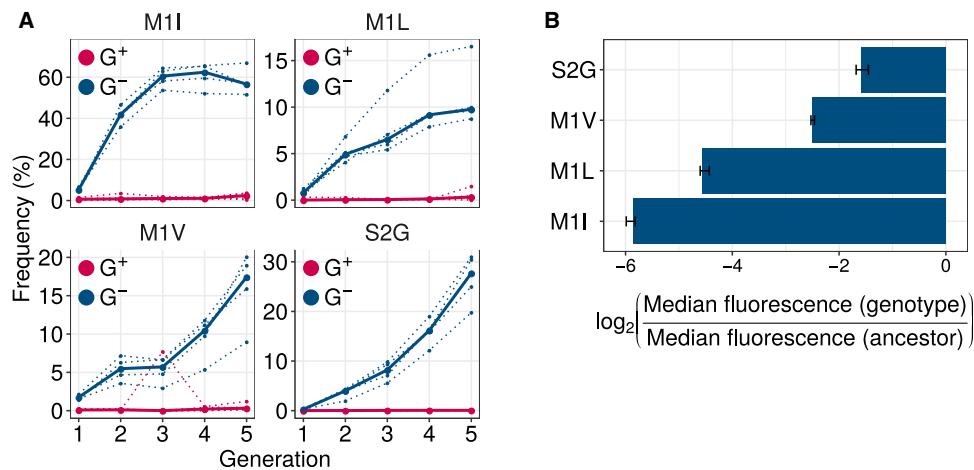 A
M1I
M1L
G+
G−
60
40
20
0
G+
G−
15
10
5
0
M1V
S2G
G+
G−
20
15
10
5
0
1 2 3 4 5
G+
G−
30
20
10
0
1 2 3 4 5
Frequency (%)
Generation
B
S2G
M1V
M1L
M1I
−6 −4 −2 0
log2(Median fluorescence (genotype)
Median fluorescence (ancestor))